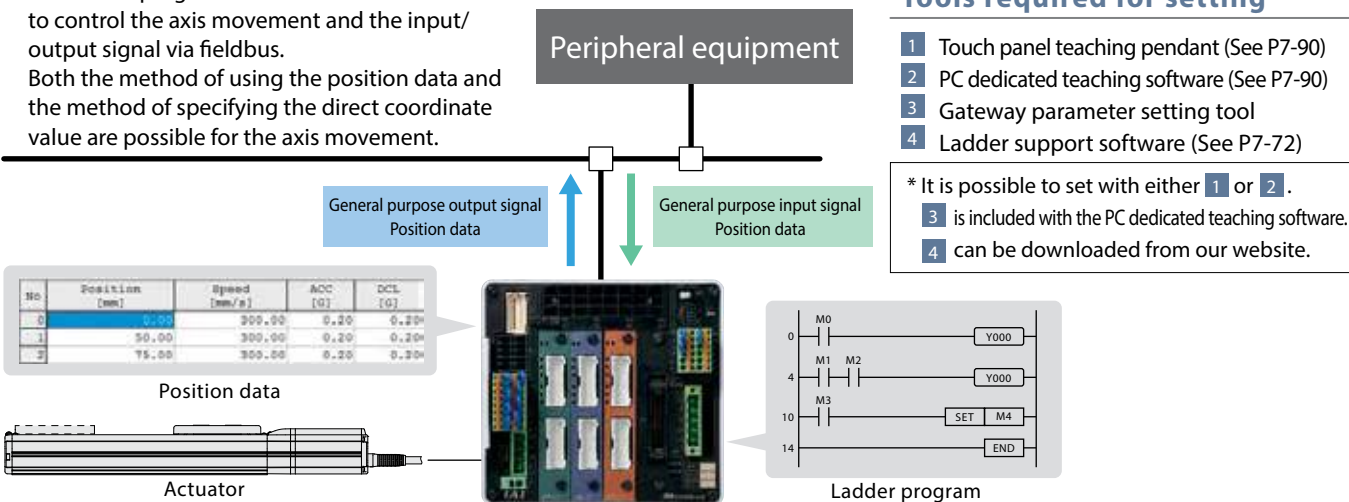 to control the axis movement and the input/
output signal via fieldbus.
Both the method of using the position data and
the method of specifying the direct coordinate
value are possible for the axis movement.
Peripheral equipment
Tools required for setting
1 Touch panel teaching pendant (See P7-90)
2 PC dedicated teaching software (See P7-90)
3 Gateway parameter setting tool
4 Ladder support software (See P7-72)
* It is possible to set with either 1 or 2 .
3 is included with the PC dedicated teaching software.
4 can be downloaded from our website.
General purpose output signal
Position data
General purpose input signal
Position data
No Position [mm] Speed [mm/s] ACC [G] DCL [G]
0 0.00 300.00 0.20 0.20
1 50.00 300.00 0.20 0.20
2 75.00 300.00 0.20
Position data
Actuator
M0
0 Y000
M1 M2
4 Y000
M3
10 SET M4
14 END
Ladder program